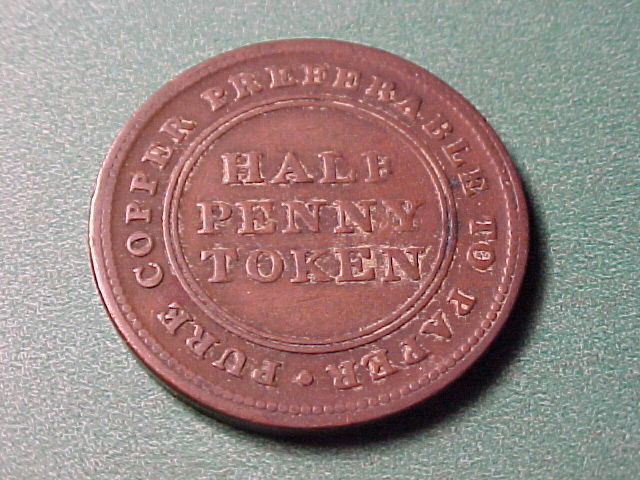 PURE COPPER PREFERABLE TO PAPER
HALF
PENNY
TOKEN